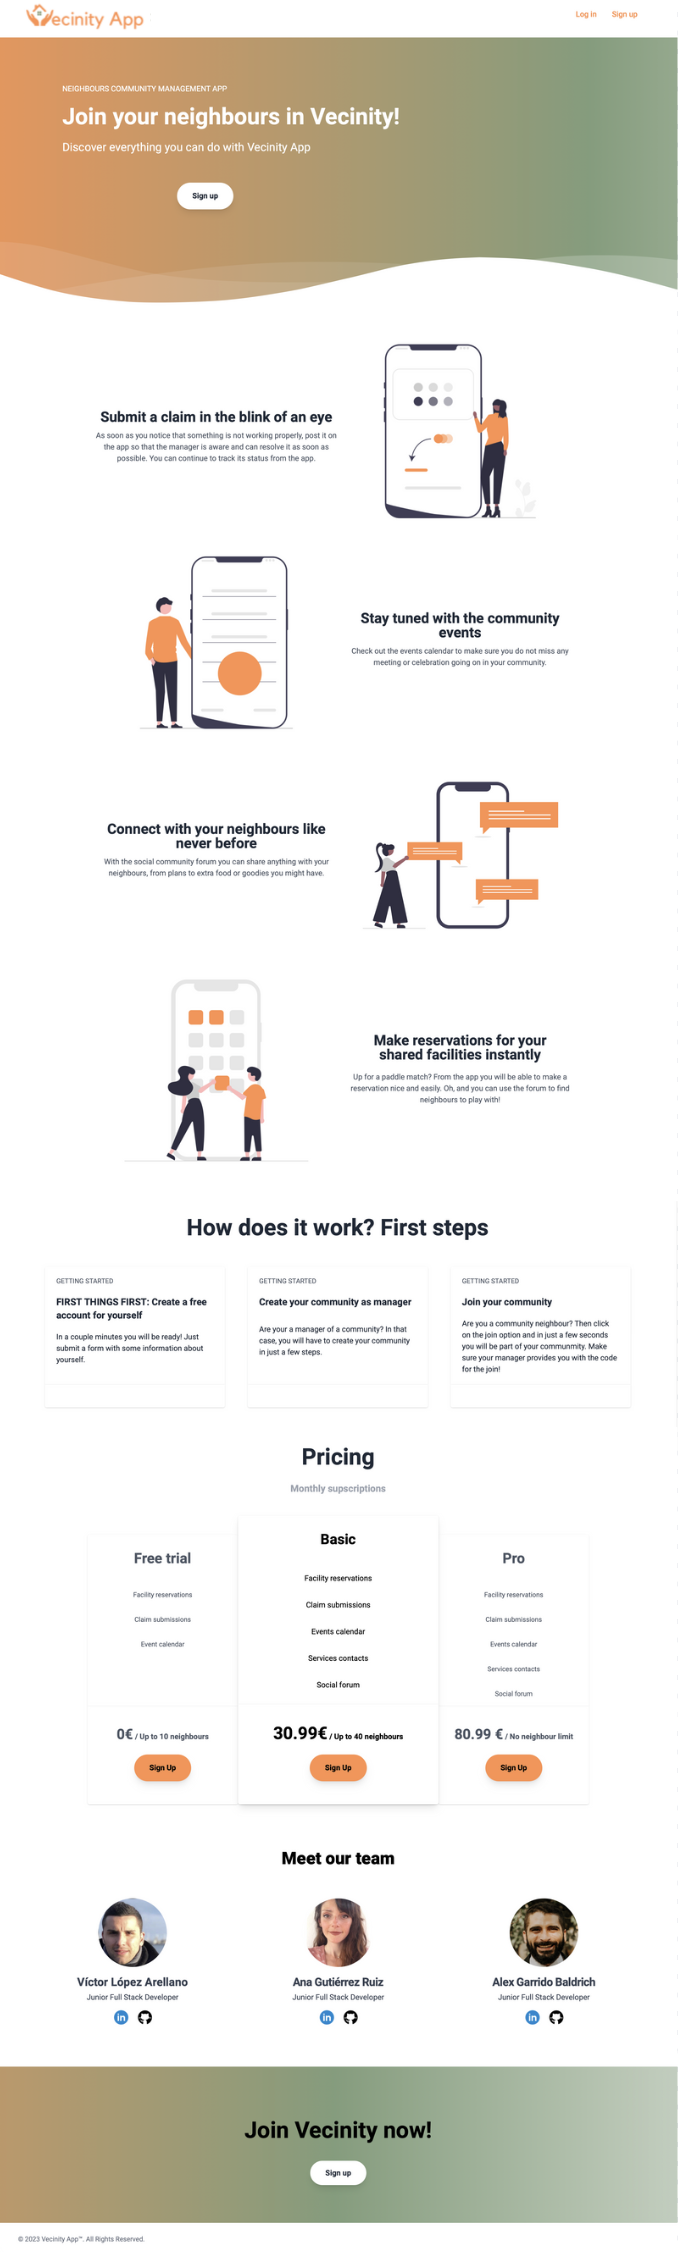 Vecinity App
Log in
Sign up
NEIGHBOURS COMMUNITY MANAGEMENT APP
Join your neighbours in Vecinity!
Discover everything you can do with Vecinity App
Sign up
Submit a claim in the blink of an eye
As soon as you notice that something is not working properly, post it on
the app so that the manager is aware and can resolve it as soon as
possible. You can continue to track its status from the app.
Stay tuned with the community
events
Check out the events calendar to make sure you do not miss any
meeting or celebration going on in your community.
Connect with your neighbours like
never before
With the social community forum you can share anything with your
neighbours, from plans to extra food or goodies you might have.
Make reservations for your
shared facilities instantly
Up for a paddle match? From the app you will be able to make a
reservation nice and easily. Oh, and you can use the forum to find
neighbours to play with!
How does it work? First steps
GETTING STARTED
FIRST THINGS FIRST: Create a free
account for yourself
In a couple minutes you will be ready! Just
submit a form with some information about
yourself.
GETTING STARTED
Create your community as manager
Are your a manager of a community? In that
case, you will have to create your community
in just a few steps.
GETTING STARTED
Join your community
Are you a community neighbour? Then click
on the join option and in just a few seconds
you will be part of your communmity. Make
sure your manager provides you with the code
for the join!
Pricing
Monthly supscriptions
Free trial
Facility reservations
Claim submissions
Event calendar
0€ / Up to 10 neighbours
Sign Up
Basic
Facility reservations
Claim submissions
Events calendar
Services contacts
Social forum
30.99€ / Up to 40 neighbours
Sign Up
Pro
Facility reservations
Claim submissions
Events calendar
Services contacts
Social forum
80.99 € / No neighbour limit
Sign Up
Meet our team
Víctor López Arellano
Junior Full Stack Developer
in
Ana Gutiérrez Ruiz
Junior Full Stack Developer
in
Alex Garrido Baldrich
Junior Full Stack Developer
in
Join Vecinity now!
Sign up
© 2023 Vecinity App™. All Rights Reserved.